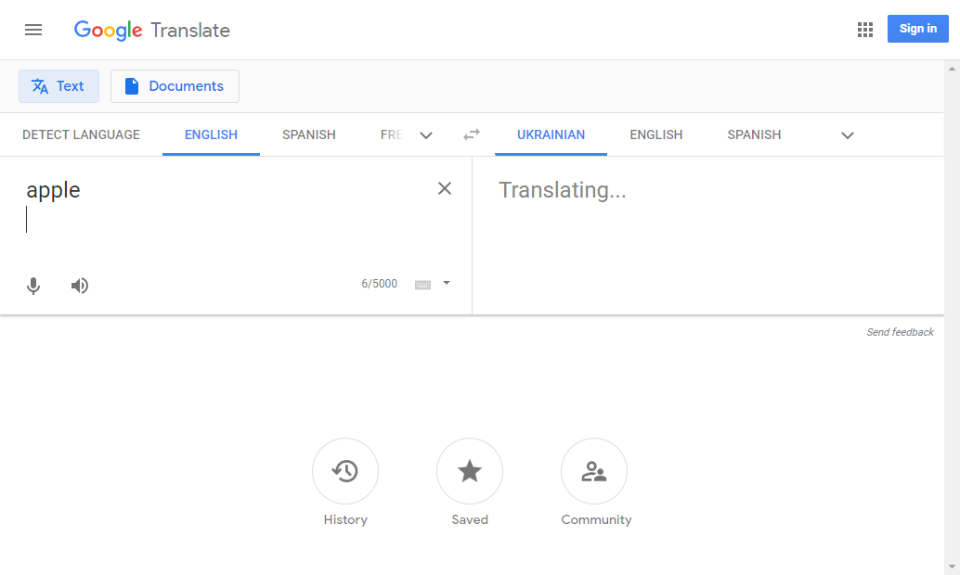 Google Translate
Sign in
Text
Documents
DETECT LANGUAGE ENGLISH SPANISH FRE
UKRAINIAN ENGLISH SPANISH
apple
Translating...
6/5000
Send feedback
History
Saved
Community